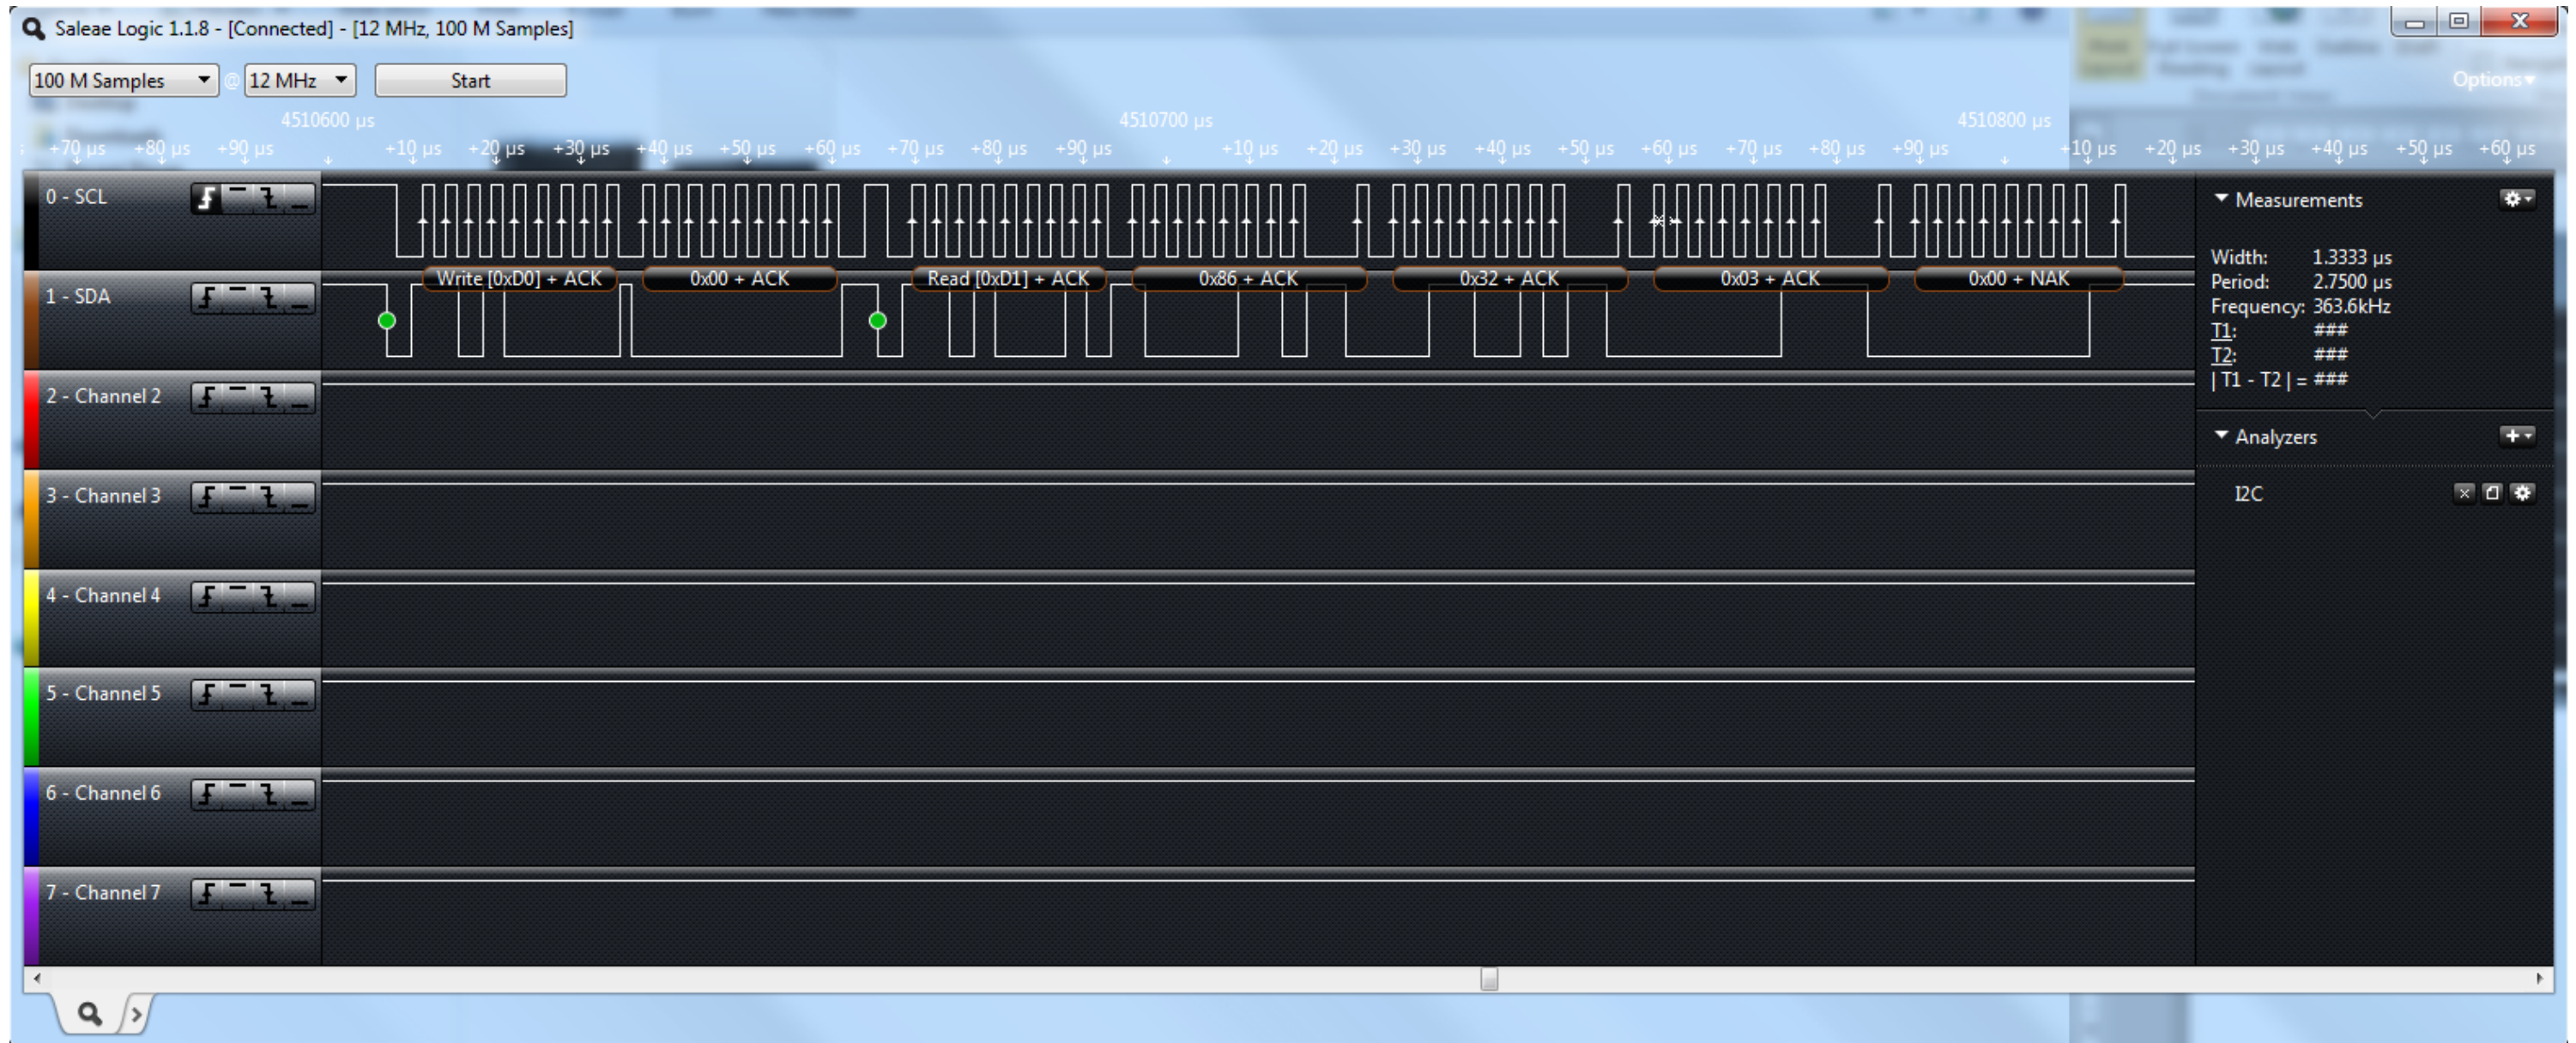 Saleae Logic 1.1.8 - [Connected] - [12 MHz, 100 M Samples]
100 M Samples @ 12 MHz Start
Options
4510600 µs 4510700 µs 4510800 µs
+70 µs +80 µs +90 µs +10 µs +20 µs +30 µs +40 µs +50 µs +60 µs +70 µs +80 µs +90 µs +10 µs +20 µs +30 µs +40 µs +50 µs +60 µs +70 µs +80 µs +90 µs +10 µs +20 µs +30 µs +40 µs +50 µs +60 µs
0 - SCL
Write [0xD0] + ACK 0x00 + ACK Read [0xD1] + ACK 0x86 + ACK 0x32 + ACK 0x03 + ACK 0x00 + NAK
1 - SDA
2 - Channel 2
3 - Channel 3
4 - Channel 4
5 - Channel 5
6 - Channel 6
7 - Channel 7
Measurements
Width: 1.3333 µs
Period: 2.7500 µs
Frequency: 363.6kHz
T1: ###
T2: ###
| T1 - T2 | = ###
Analyzers
I2C